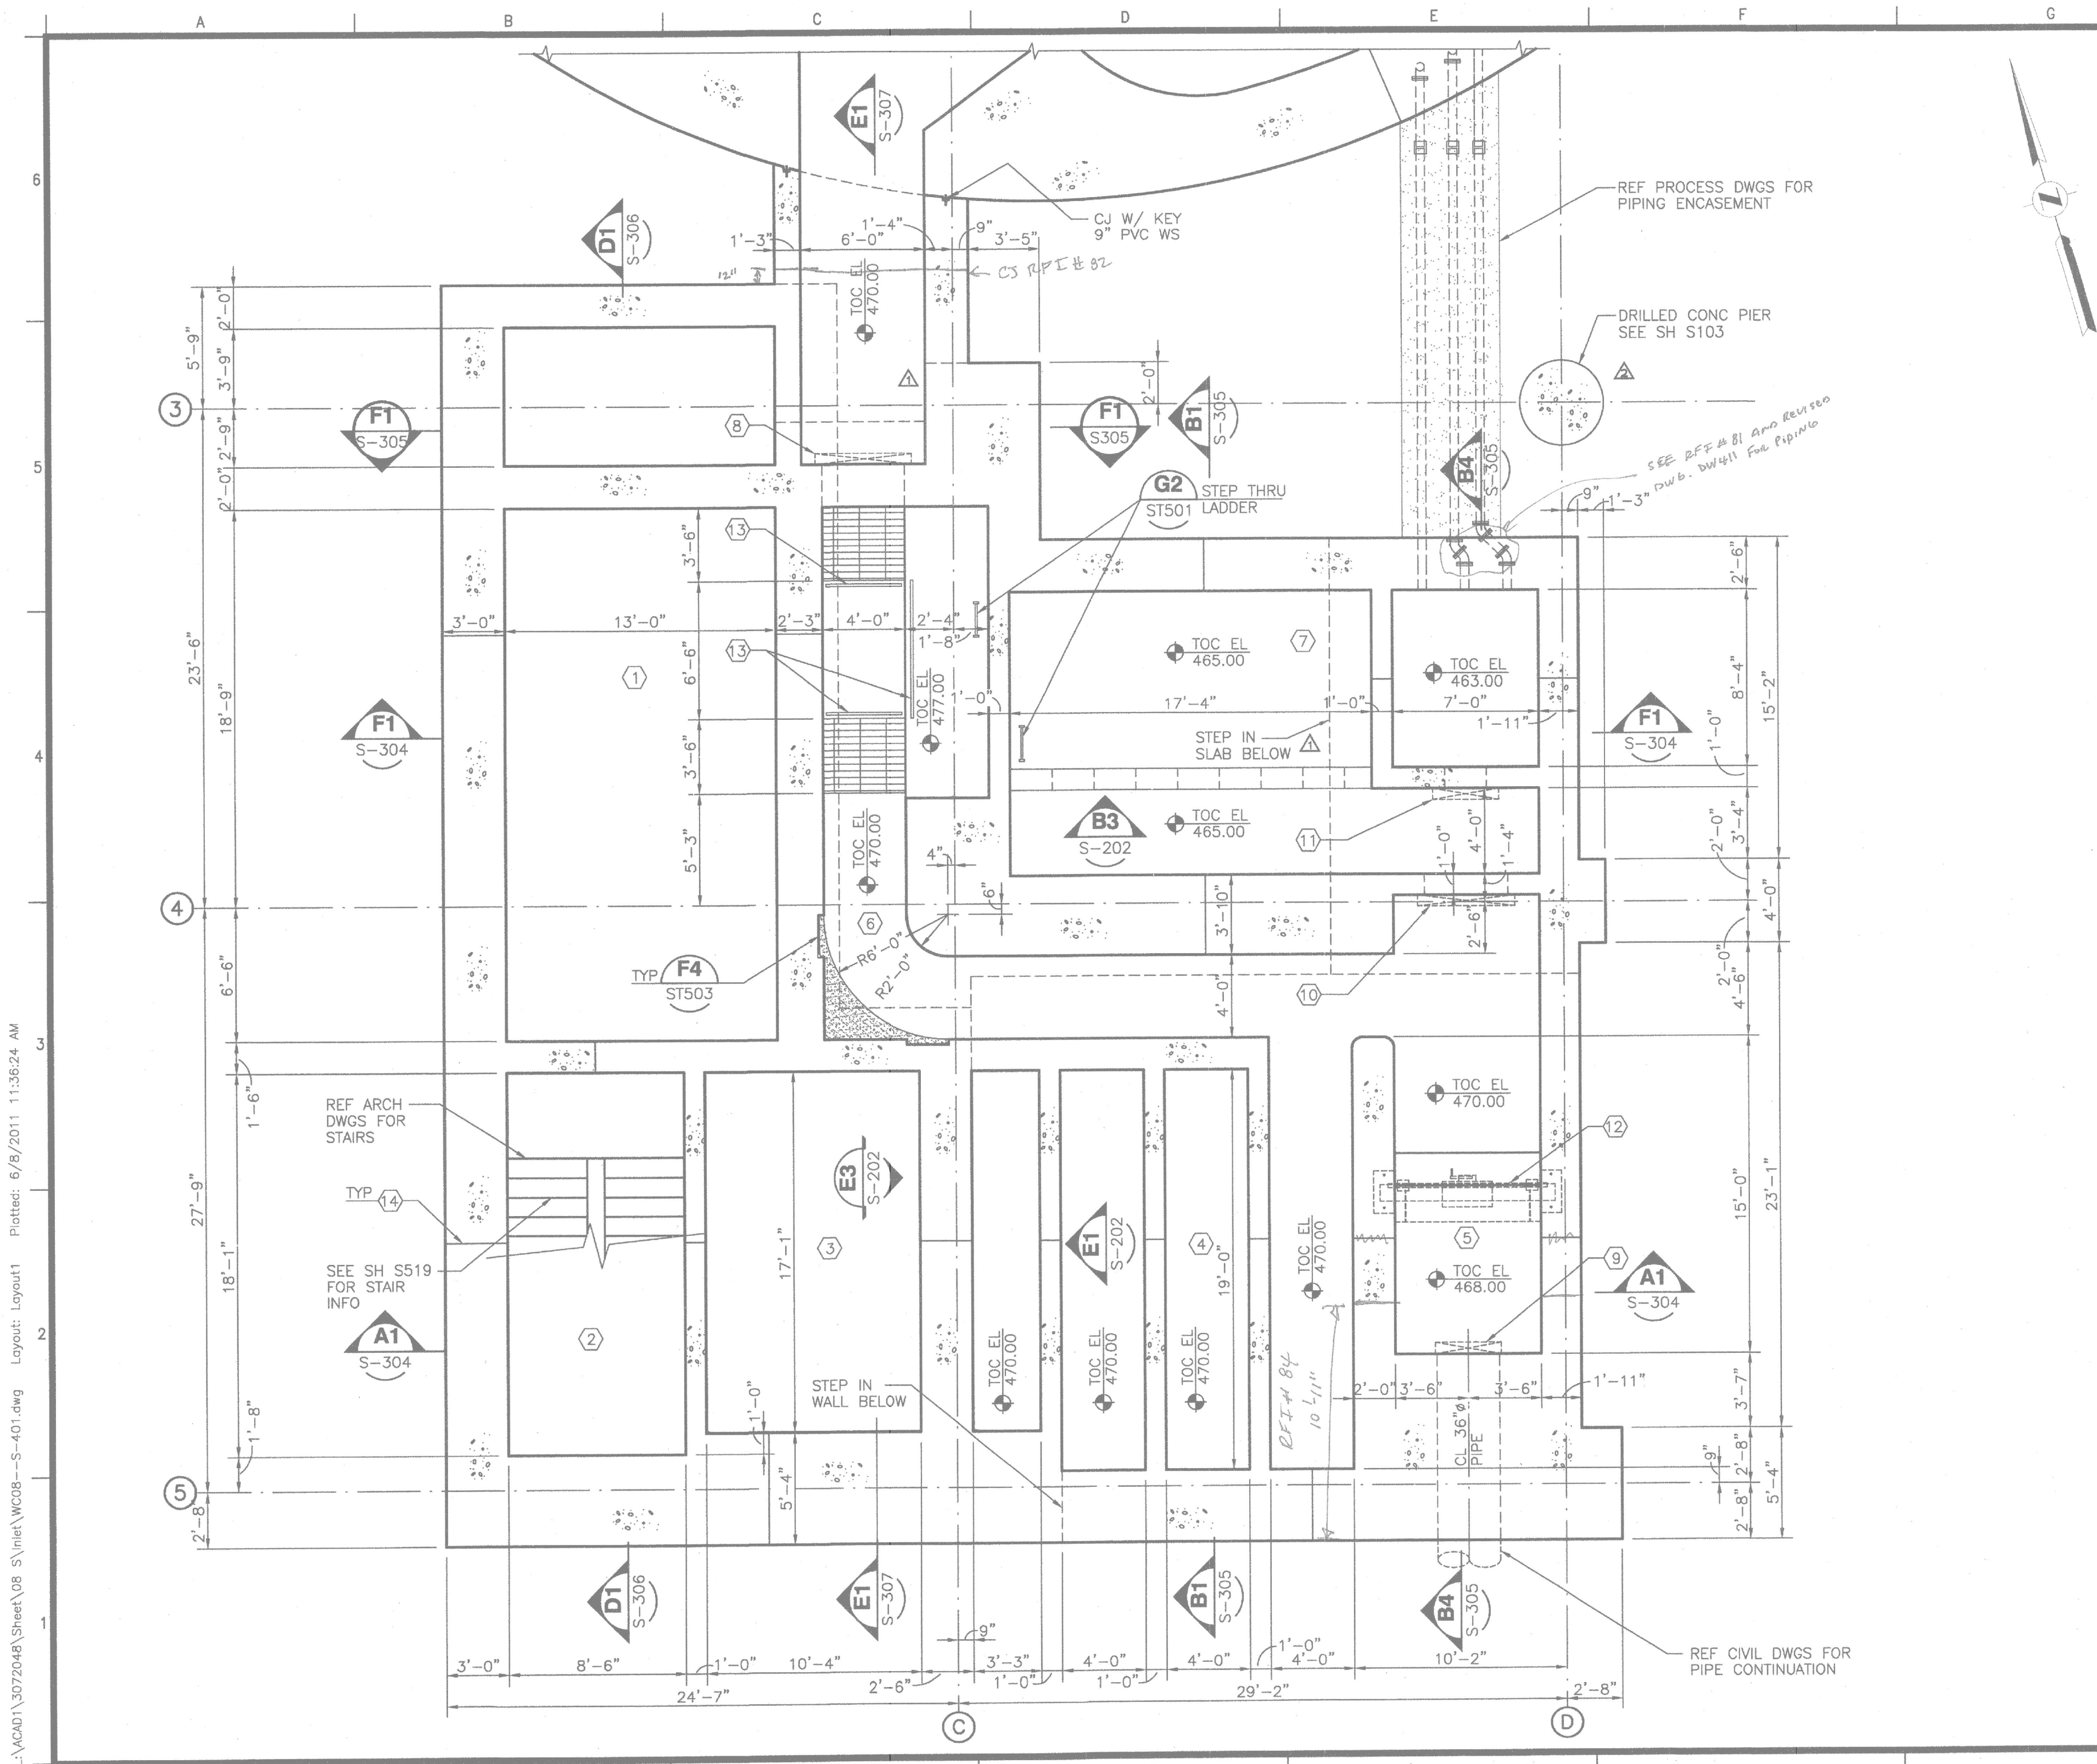 A
B
C
D
E
F
G
6
5
4
3
2
1
E1
S-307
D1
S-306
CJ W/ KEY
9" PVC WS
REF PROCESS DWGS FOR
PIPING ENCASEMENT
1'-3"
6'-0"
1'-4"
9"
3'-5"
12"
CJ RFI # 82
TOC EL
470.00
DRILLED CONC PIER
SEE SH S103
2
1
5'-9"
2'-0"
3'-9"
2'-9"
2'-0"
3
F1
S-305
8
2'-0"
F1
S305
B1
S-305
B4
S-305
SEE RFI # 81 AND REVISED
DWG. DW411 FOR PIPING
G2
ST501
STEP THRU
LADDER
9"
1'-3"
13
3'-6"
3'-0"
13'-0"
2'-3"
4'-0"
2'-4"
1'-8"
13
1
6'-6"
3'-6"
5'-3"
TOC EL
477.00
1'-0"
TOC EL
465.00
7
17'-4"
1'-0"
STEP IN
SLAB BELOW
1
TOC EL
463.00
7'-0"
1'-11"
2'-6"
8'-4"
15'-2"
1'-0"
23'-6"
18'-9"
F1
S-304
F1
S-304
B3
S-202
TOC EL
465.00
11
1'-0"
4'-0"
1'-4"
2'-0"
3'-4"
TOC EL
470.00
4"
6"
4
6
R6'-0"
R2'-0"
3'-10"
2'-6"
4'-0"
2'-0"
4'-6"
TYP
F4
ST503
10
4'-0"
6'-6"
1'-6"
REF ARCH
DWGS FOR
STAIRS
TYP
14
SEE SH S519
FOR STAIR
INFO
27'-9"
18'-1"
1'-8"
A1
S-304
2
17'-1"
3
E3
S-202
E1
S-202
4
19'-0"
TOC EL
470.00
12
5
TOC EL
470.00
TOC EL
468.00
9
A1
S-304
15'-0"
23'-1"
TOC EL
470.00
TOC EL
470.00
TOC EL
470.00
STEP IN
WALL BELOW
RFI # 84
10'-11"
2'-0"
3'-6"
3'-6"
1'-11"
CL 36"ø
PIPE
3'-7"
9"
2'-8"
2'-8"
5'-4"
1'-0"
5'-4"
5
2'-8"
D1
S-306
E1
S-307
B1
S-305
B4
S-305
REF CIVIL DWGS FOR
PIPE CONTINUATION
3'-0"
8'-6"
1'-0"
10'-4"
2'-6"
9"
3'-3"
1'-0"
4'-0"
1'-0"
4'-0"
1'-0"
4'-0"
10'-2"
24'-7"
29'-2"
2'-8"
C
D
:\ACAD1\3072048\Sheet\08 S\Inlet\WC08--S-401.dwg Layout: Layout1 Plotted: 6/8/2011 11:36:24 AM